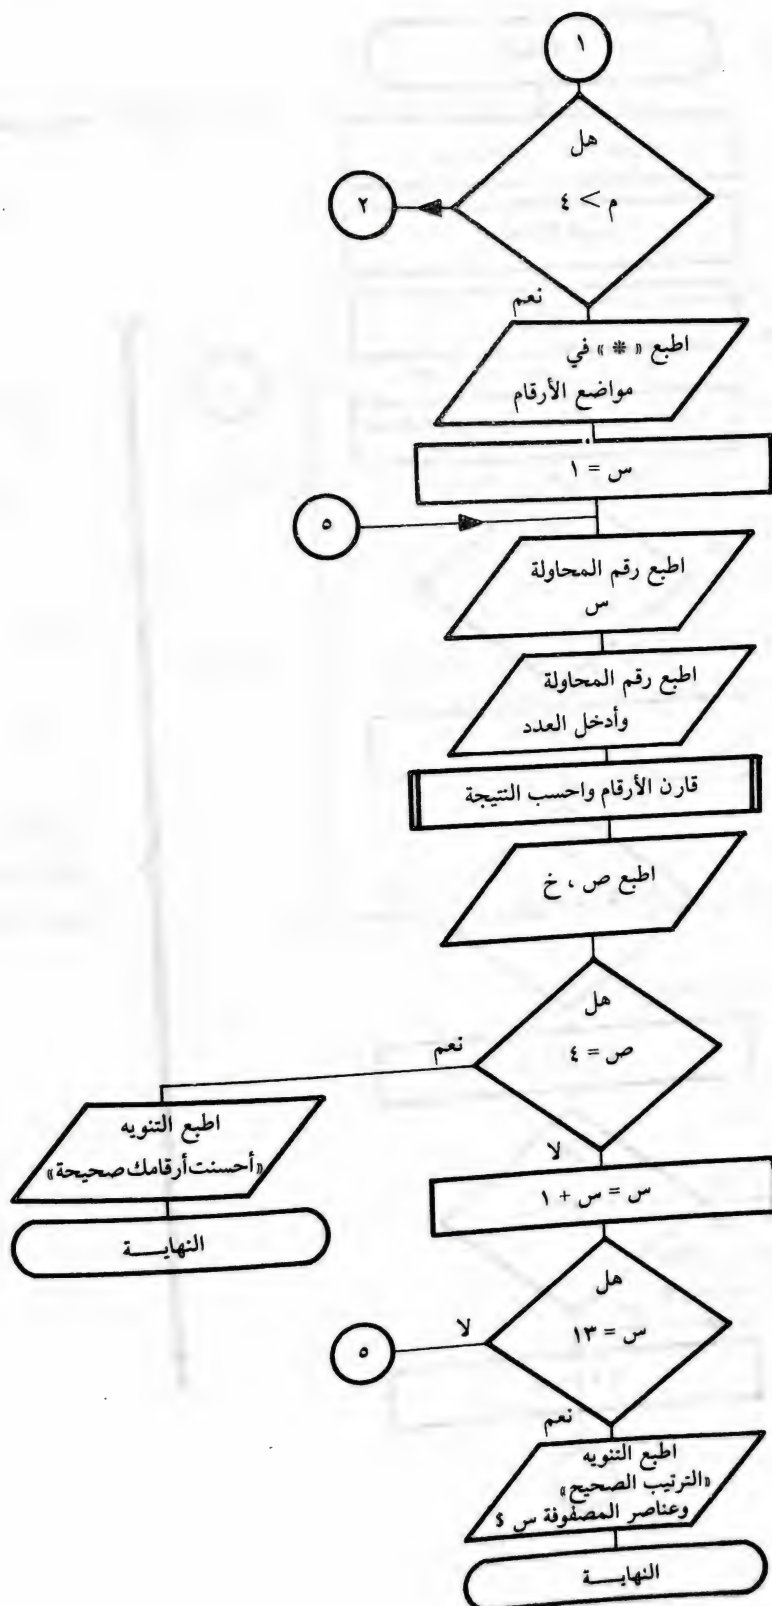 ١
هل
م > ٤
٢
نعم
اطبع « * » في
مواضع الأرقام
س = ١
٥
اطبع رقم المحاولة
س
اطبع رقم المحاولة
وأدخل العدد
قارن الأرقام واحسب النتيجة
اطبع ص ، خ
هل
ص = ٤
نعم
اطبع التنويه
«أحسنت أرقامك صحيحة»
النهايـــة
لا
س = س + ١
هل
س = ١٣
لا
٥
نعم
اطبع التنويه
«الترتيب الصحيح»
وعناصر المصفوفة س $
النهايـــة